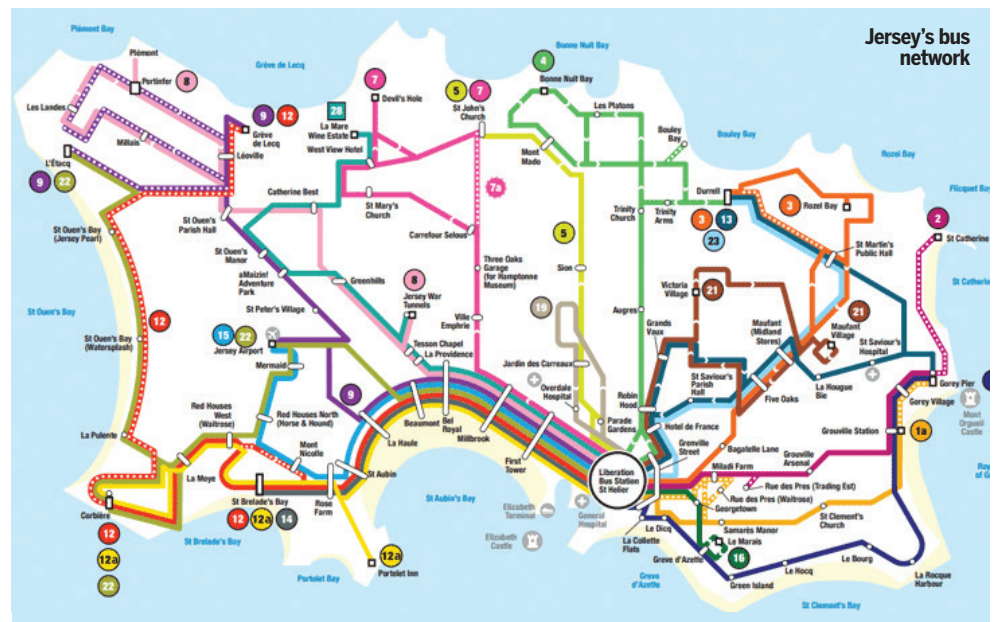 Jersey's bus
network
Plémont Bay
Bonne Nuit Bay
Grève de Lecq
Plémont
Portinfer
8
Les Landes
Millais
L'Étacq
9
22
9
12
Grève
de Lecq
Léoville
28
La Mare
Wine Estate
West View Hotel
7
Devil's Hole
5
7
St John's
Church
4
Bonne Nuit Bay
Les Platons
Bouley
Bay
Bouley Bay
Rozel Bay
Mont
Mado
Durrell
3
13
23
3
Rozel Bay
Flicquet Bay
2
St Catherine
St Catherine
Catherine Best
St Mary's
Church
7a
Carrefour Selous
Trinity
Church
Trinity
Arms
St Martin's
Public Hall
St Ouen's
Parish Hall
St Ouen's Bay
(Jersey Pearl)
St Ouen's
Manor
aMaizin!
Adventure
Park
Greenhills
5
Sion
Three Oaks
Garage
(for Hamptonne
Museum)
8
Jersey War
Tunnels
St Peter's Village
St Ouen's Bay
12
Ville
Emphrie
19
Augres
Victoria
Village
21
21
Maufant
Village
Maufant
(Midland
Stores)
Grands
Vaux
St Saviour's
Hospital
St Ouen's Bay
(Watersplash)
15
22
Jersey Airport
Mermaid
Tesson Chapel
La Providence
Jardin des Carreaux
Overdale
Hospital
Parade
Gardens
Robin
Hood
St Saviour's
Parish
Hall
La Hougue
Bie
Five Oaks
Gorey Pier
Gorey Village
Mont
Orgueil
Castle
Grouville Station
1a
9
Red Houses
West
(Waitrose)
Red Houses North
(Horse & Hound)
La Pulente
Mont
Nicolle
La Haule
Beaumont
Bel
Royal
Millbrook
First
Tower
Hotel de France
Grenville
Street
Bagatelle Lane
Miladi Farm
Grouville
Arsenal
Rue des Pres (Trading Est)
Rue des Pres (Waitrose)
Georgetown
La Moye
St Brelade's Bay
12
12a
14
Rose
Farm
St Aubin
Liberation
Bus Station
St Helier
General
Hospital
St Aubin's Bay
Elizabeth
Terminal
Elizabeth
Castle
Corbière
12
12a
22
St Brelade's Bay
Portelet Bay
12a
Portelet Inn
Le Dicq
La Collette
Flats
Greve d'Azette
Greve
d'Azette
Samarès Manor
Le Marais
16
St Clement's
Church
Green Island
Le Hocq
Le Bourg
La Rocque
Harbour
St Clement's Bay